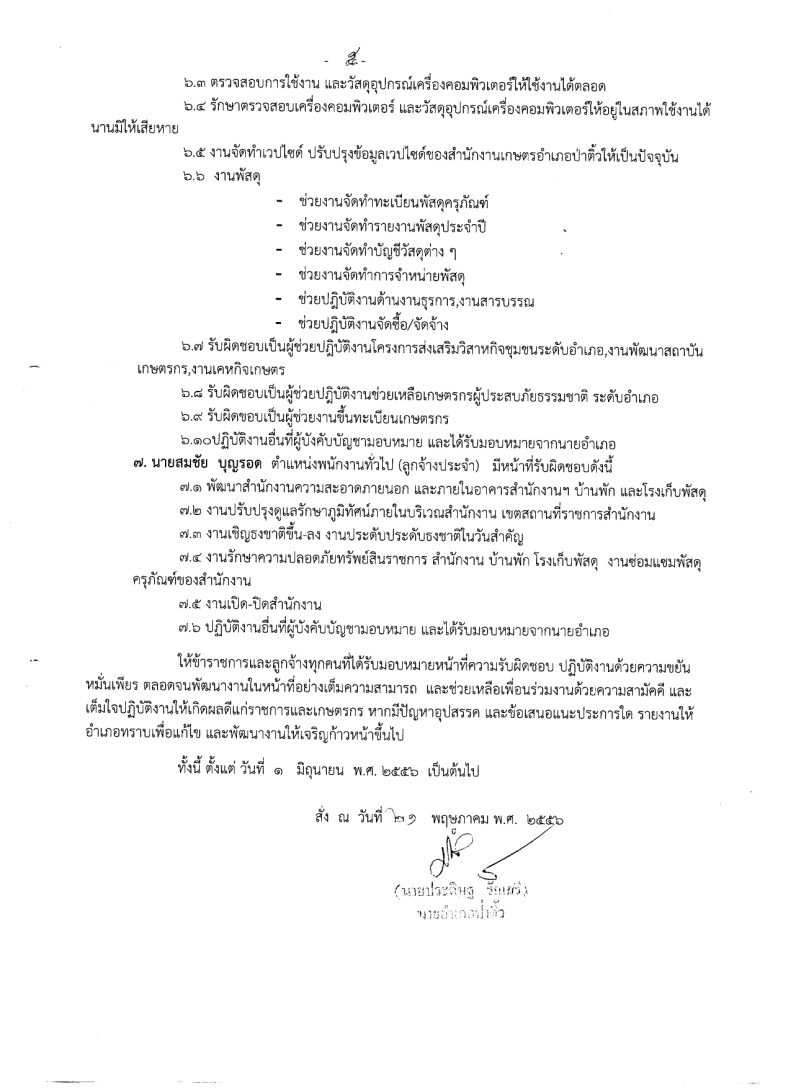 - ๕ -
๖.๓ ตรวจสอบการใช้งาน และวัสดุอุปกรณ์เครื่องคอมพิวเตอร์ให้ใช้งานได้ตลอด
๖.๔ รักษาตรวจสอบเครื่องคอมพิวเตอร์ และวัสดุอุปกรณ์เครื่องคอมพิวเตอร์ให้อยู่ในสภาพใช้งานได้
นานมิให้เสียหาย
๖.๕ งานจัดทำเวปไซด์ ปรับปรุงข้อมูลเวปไซด์ของสำนักงานเกษตรอำเภอป่าติ้วให้เป็นปัจจุบัน
๖.๖ งานพัสดุ
- ช่วยงานจัดทำทะเบียนพัสดุครุภัณฑ์
- ช่วยงานจัดทำรายงานพัสดุประจำปี
- ช่วยงานจัดทำบัญชีวัสดุต่าง ๆ
- ช่วยงานจัดทำการจำหน่ายพัสดุ
- ช่วยปฏิบัติงานด้านงานธุรการ,งานสารบรรณ
- ช่วยปฏิบัติงานจัดซื้อ/จัดจ้าง
๖.๗ รับผิดชอบเป็นผู้ช่วยปฏิบัติงานโครงการส่งเสริมวิสาหกิจชุมชนระดับอำเภอ,งานพัฒนาสถาบัน
เกษตรกร,งานเคหกิจเกษตร
๖.๘ รับผิดชอบเป็นผู้ช่วยปฏิบัติงานช่วยเหลือเกษตรกรผู้ประสบภัยธรรมชาติ ระดับอำเภอ
๖.๙ รับผิดชอบเป็นผู้ช่วยงานขึ้นทะเบียนเกษตรกร
๖.๑๐ปฏิบัติงานอื่นที่ผู้บังคับบัญชามอบหมาย และได้รับมอบหมายจากนายอำเภอ
๗. นายสมชัย บุญรอด ตำแหน่งพนักงานทั่วไป (ลูกจ้างประจำ) มีหน้าที่รับผิดชอบดังนี้
๗.๑ พัฒนาสำนักงานความสะอาดภายนอก และภายในอาคารสำนักงานฯ บ้านพัก และโรงเก็บพัสดุ
๗.๒ งานปรับปรุงดูแลรักษาภูมิทัศน์ภายในบริเวณสำนักงาน เขตสถานที่ราชการสำนักงาน
๗.๓ งานเชิญธงชาติขึ้น-ลง งานประดับประดับธงชาติในวันสำคัญ
๗.๔ งานรักษาความปลอดภัยทรัพย์สินราชการ สำนักงาน บ้านพัก โรงเก็บพัสดุ งานซ่อมแซมพัสดุ
ครุภัณฑ์ของสำนักงาน
๗.๕ งานเปิด-ปิดสำนักงาน
๗.๖ ปฏิบัติงานอื่นที่ผู้บังคับบัญชามอบหมาย และได้รับมอบหมายจากนายอำเภอ
ให้ข้าราชการและลูกจ้างทุกคนที่ได้รับมอบหมายหน้าที่ความรับผิดชอบ ปฏิบัติงานด้วยความขยัน
หมั่นเพียร ตลอดจนพัฒนางานในหน้าที่อย่างเต็มความสามารถ และช่วยเหลือเพื่อนร่วมงานด้วยความสามัคคี และ
เต็มใจปฏิบัติงานให้เกิดผลดีแก่ราชการและเกษตรกร หากมีปัญหาอุปสรรค และข้อเสนอแนะประการใด รายงานให้
อำเภอทราบเพื่อแก้ไข และพัฒนางานให้เจริญก้าวหน้าขึ้นไป
ทั้งนี้ ตั้งแต่ วันที่ ๑ มิถุนายน พ.ศ. ๒๕๕๖ เป็นต้นไป
สั่ง ณ วันที่ ๒๑ พฤษภาคม พ.ศ. ๒๕๕๖
(นายประดิษฐ
นายอำเภอป่าติ้ว